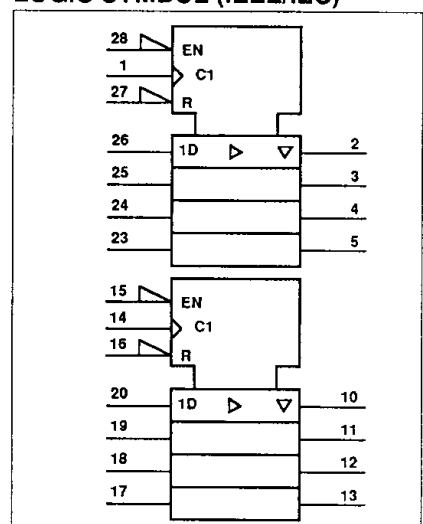 LOGIC SYMBOL (IEEE/IEC)
28 EN
1 C1
27 R
26 1D 2
25 3
24 4
23 5
15 EN
14 C1
16 R
20 1D 10
19 11
18 12
17 13